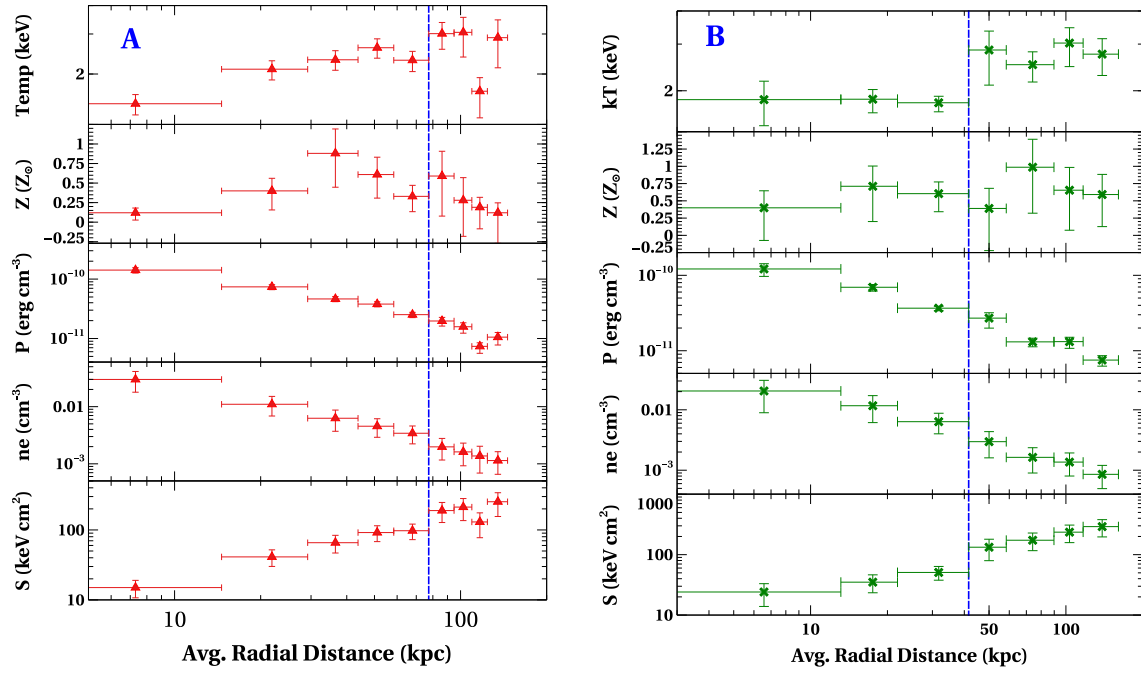 A
Temp (keV)
2
Z (Z⊙)
1
0.75
0.5
0.25
0
−0.25
P (erg cm⁻³)
10⁻¹⁰
10⁻¹¹
ne (cm⁻³)
0.01
10⁻³
S (keV cm²)
100
10
10 100
Avg. Radial Distance (kpc)
B
kT (keV)
2
Z (Z⊙)
1.25
1
0.75
0.5
0.25
0
−0.25
P (erg cm⁻³)
10⁻¹⁰
10⁻¹¹
ne (cm⁻³)
0.01
10⁻³
S (keV cm²)
1000
100
10
10 50 100
Avg. Radial Distance (kpc)